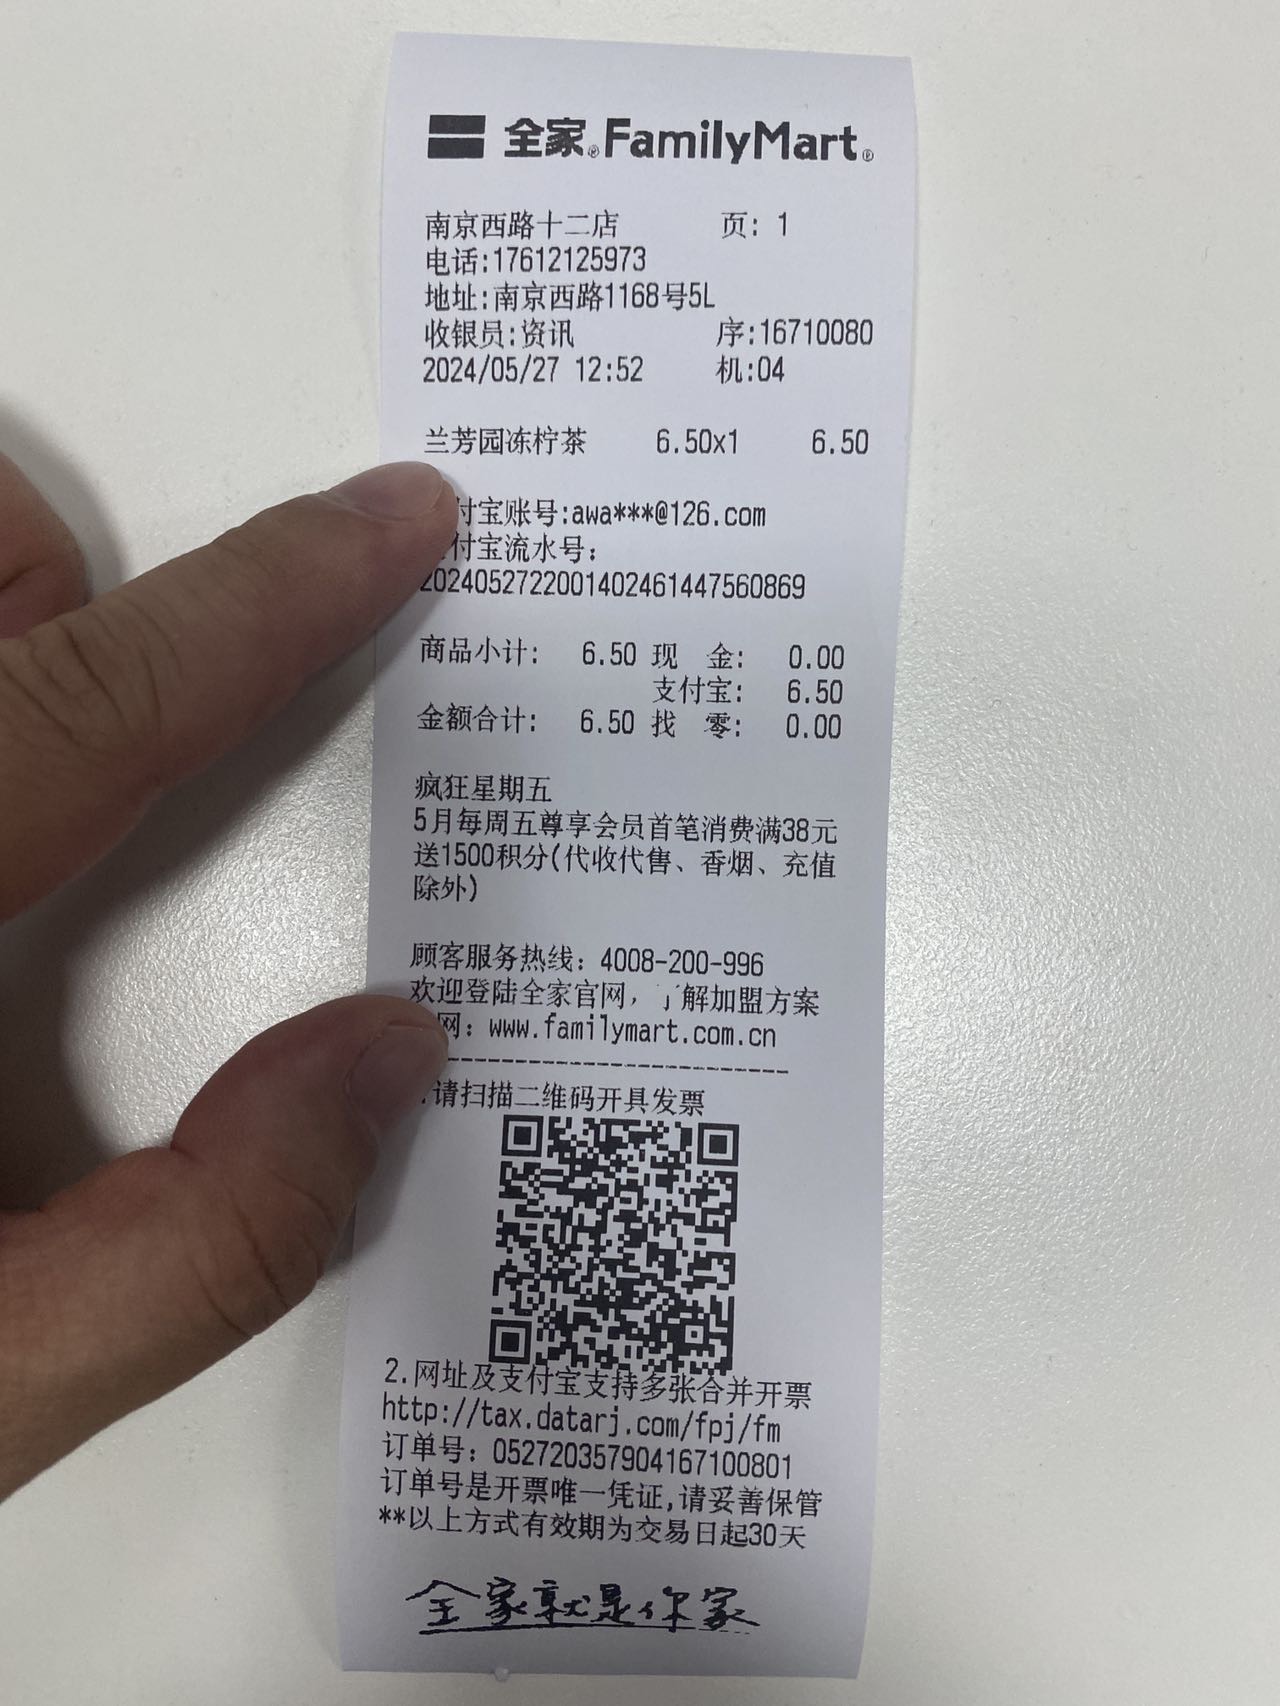 全家® FamilyMart®
南京西路十二店 页: 1
电话:17612125973
地址:南京西路1168号5L
收银员:资讯 序:16710080
2024/05/27 12:52 机:04
兰芳园冻柠茶 6.50x1 6.50
付宝账号:awa***@126.com
付宝流水号:
2024052722001402461447560869
商品小计: 6.50 现 金: 0.00
支付宝: 6.50
金额合计: 6.50 找 零: 0.00
疯狂星期五
5月每周五尊享会员首笔消费满38元
送1500积分(代收代售、香烟、充值
除外)
顾客服务热线: 4008-200-996
欢迎登陆全家官网,了解加盟方案
网: www.familymart.com.cn
请扫描二维码开具发票
2.网址及支付宝支持多张合并开票
http://tax.datarj.com/fpj/fm
订单号: 052720357904167100801
订单号是开票唯一凭证,请妥善保管
**以上方式有效期为交易日起30天
全家就是你家